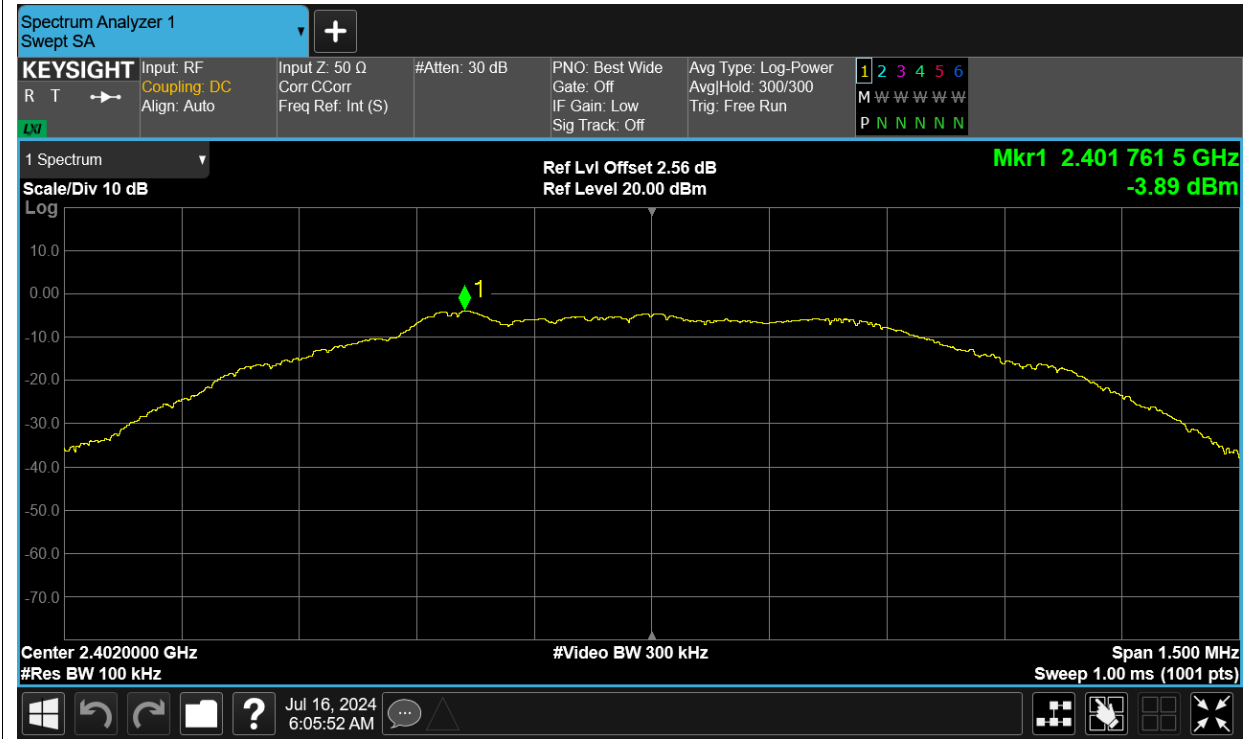 Spectrum Analyzer 1
Swept SA
+
KEYSIGHT
R T
LXI
Input: RF
Coupling: DC
Align: Auto
Input Z: 50 Ω
Corr CCorr
Freq Ref: Int (S)
#Atten: 30 dB
PNO: Best Wide
Gate: Off
IF Gain: Low
Sig Track: Off
Avg Type: Log-Power
Avg|Hold: 300/300
Trig: Free Run
1 2 3 4 5 6
M W W W W W W
P N N N N N N
1 Spectrum
Scale/Div 10 dB
Ref Lvl Offset 2.56 dB
Ref Level 20.00 dBm
Mkr1 2.401 761 5 GHz
-3.89 dBm
Log
10.0
0.00
-10.0
-20.0
-30.0
-40.0
-50.0
-60.0
-70.0
1
Center 2.4020000 GHz
#Res BW 100 kHz
#Video BW 300 kHz
Span 1.500 MHz
Sweep 1.00 ms (1001 pts)
?
Jul 16, 2024
6:05:52 AM